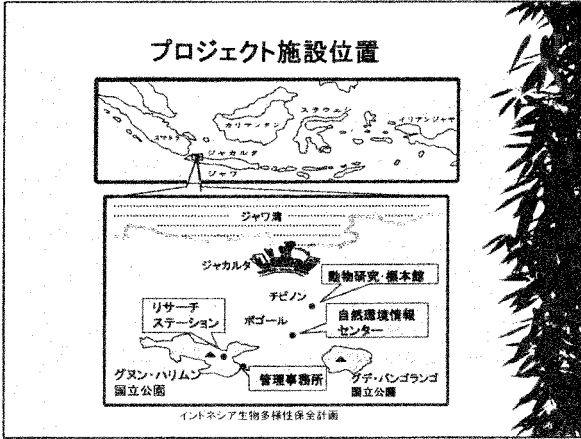 プロジェクト施設位置
スマトラ
カリマンタン
スラウェシ
イリアンジャヤ
ジャカルタ
ジャワ
ジャワ湾
ジャカルタ
動物研究・標本館
チビノン
リサーチ
ステーション
ボゴール
自然環境情報
センター
グヌン・ハリムン
国立公園
管理事務所
グデ・パンゴランゴ
国立公園
インドネシア生物多様性保全計画